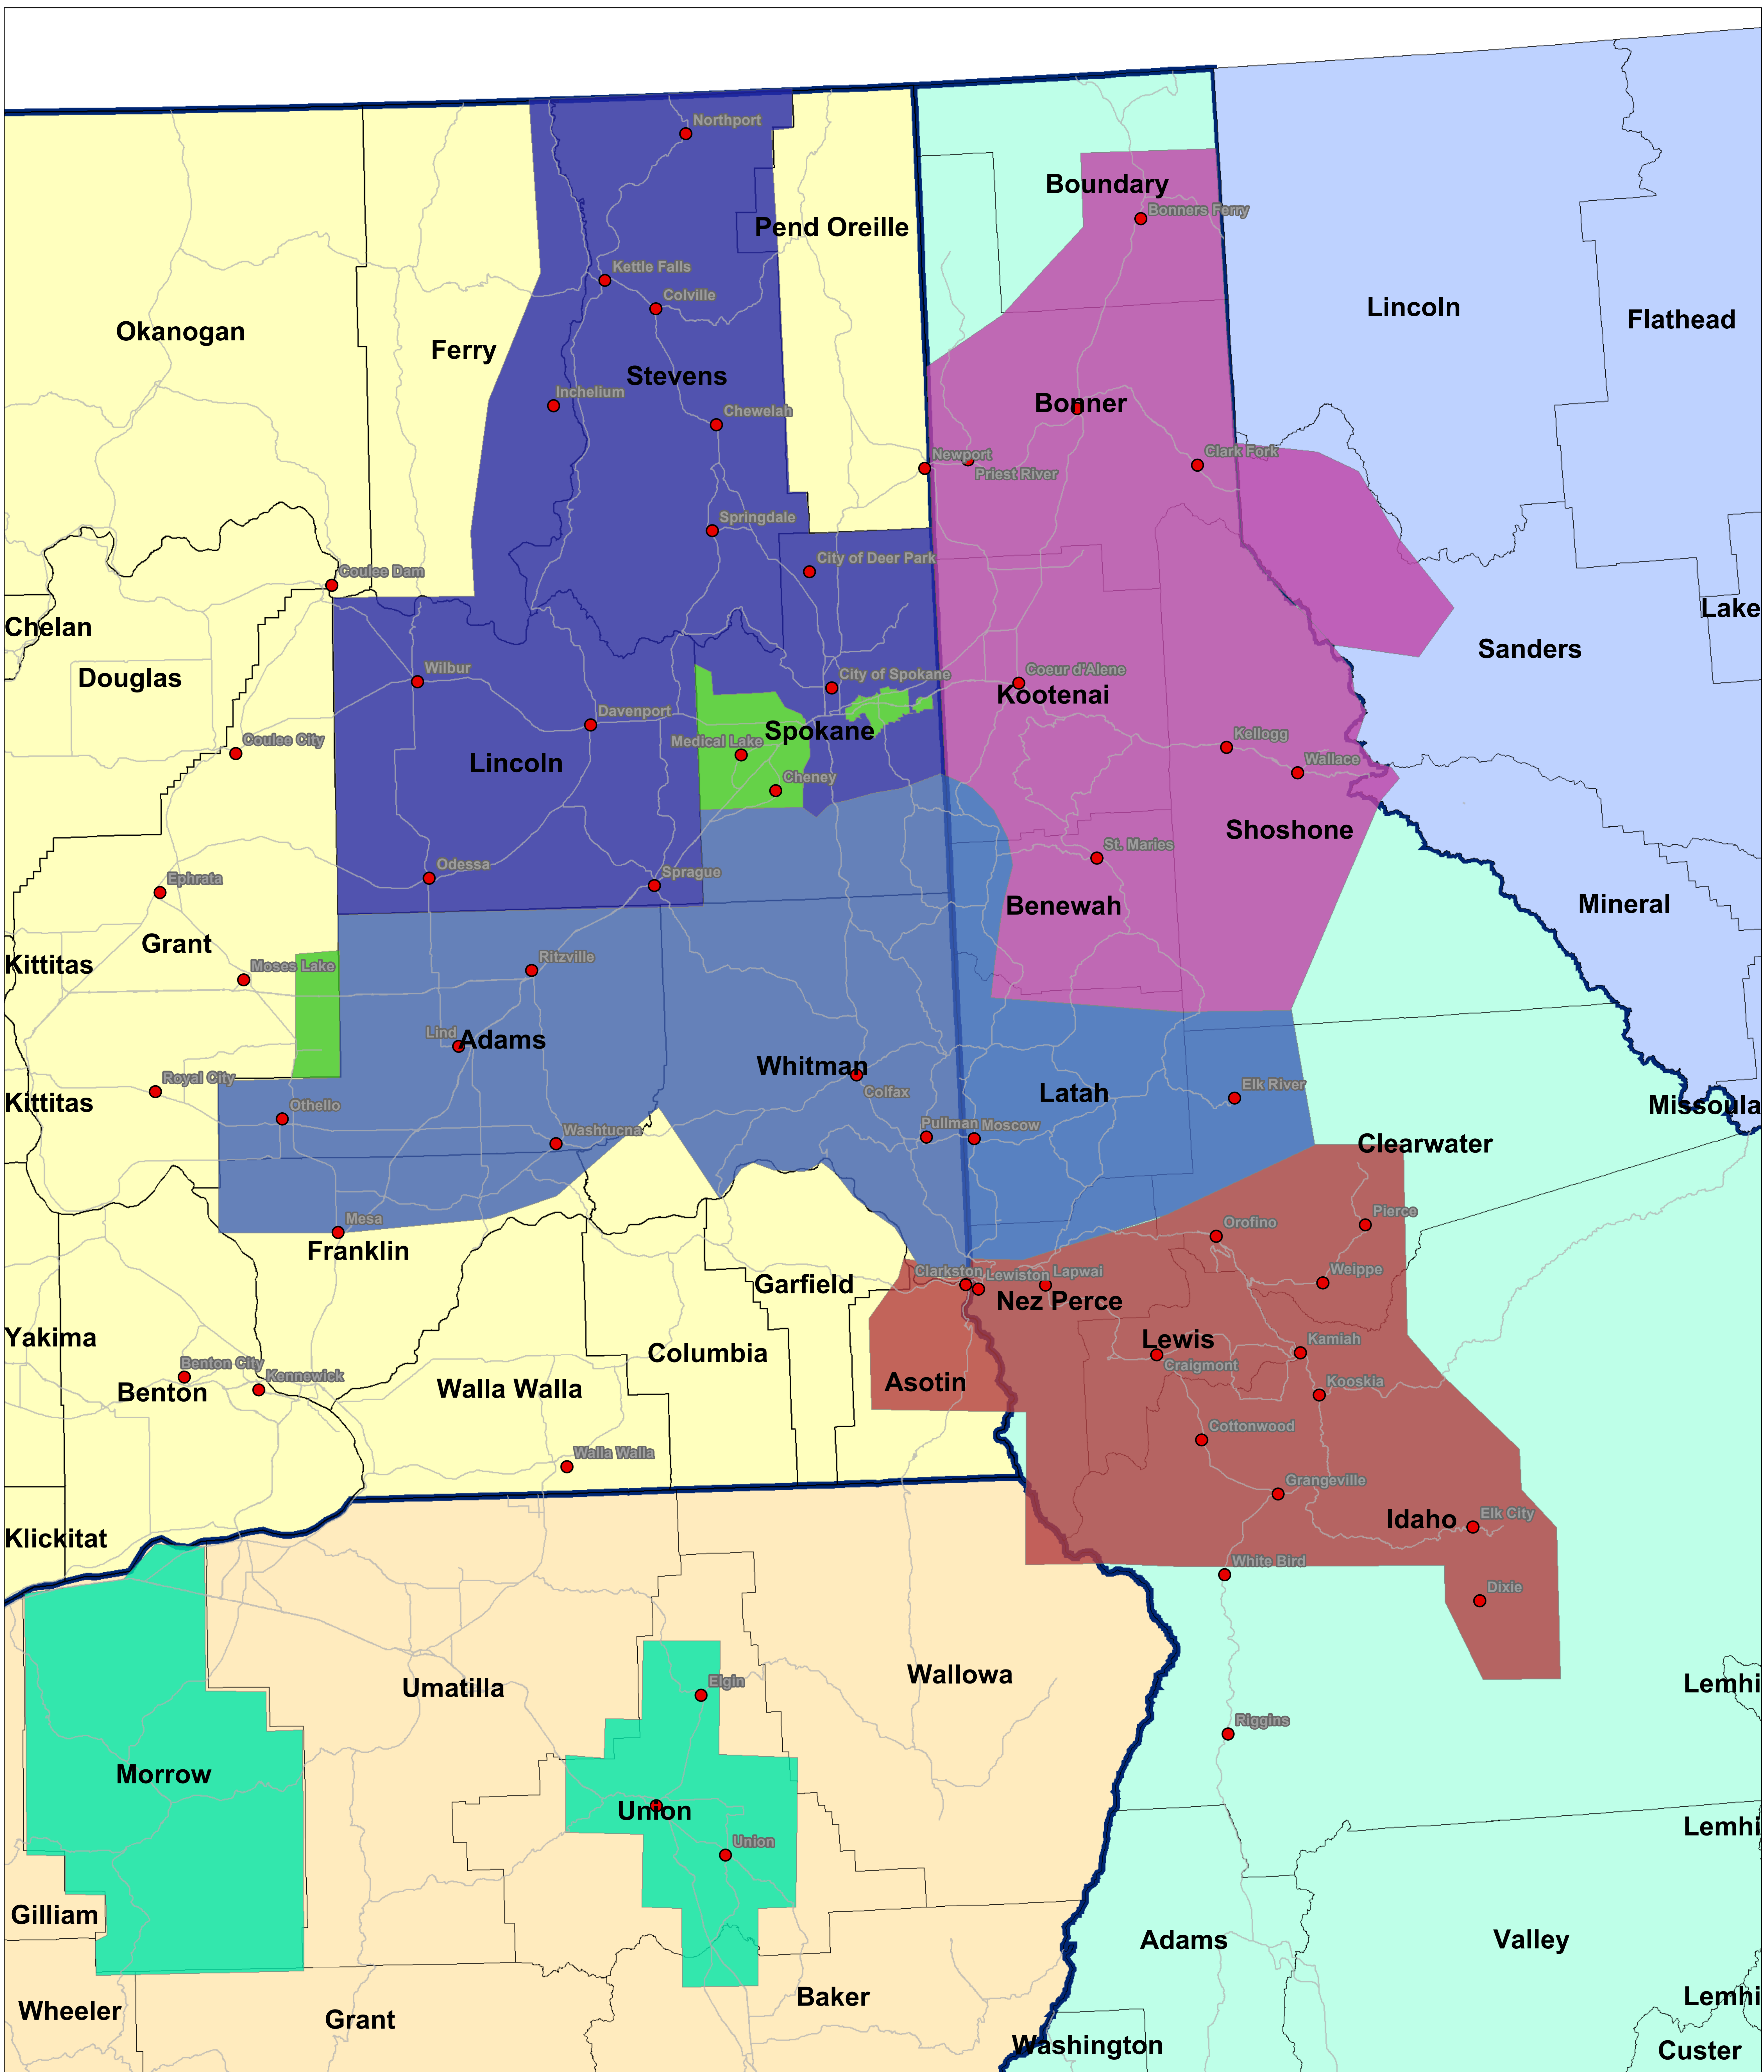 Northport
Boundary
Bonners Ferry
Pend Oreille
Kettle Falls
Colville
Lincoln
Flathead
Okanogan
Ferry
Stevens
Inchelium
Chewelah
Bonner
Newport
Priest River
Clark Fork
Springdale
City of Deer Park
Coulee Dam
Chelan
Lake
Douglas
Sanders
Wilbur
City of Spokane
Coeur d'Alene
Kootenai
Davenport
Spokane
Kellogg
Coulee City
Medical Lake
Wallace
Lincoln
Cheney
Shoshone
St. Maries
Odessa
Sprague
Ephrata
Benewah
Mineral
Grant
Kittitas
Moses Lake
Ritzville
Lind
Adams
Whitman
Royal City
Colfax
Latah
Elk River
Kittitas
Othello
Missoula
Washtucna
Pullman
Moscow
Clearwater
Mesa
Pierce
Franklin
Orofino
Clarkston
Lewiston
Lapwai
Weippe
Garfield
Nez Perce
Yakima
Lewis
Kamiah
Columbia
Benton City
Craigmont
Kennewick
Asotin
Kooskia
Benton
Walla Walla
Cottonwood
Walla Walla
Grangeville
Klickitat
Idaho
Elk City
White Bird
Dixie
Elgin
Wallowa
Umatilla
Lemhi
Riggins
Morrow
Union
Lemhi
Union
Gilliam
Adams
Valley
Baker
Lemhi
Wheeler
Grant
Washington
Custer